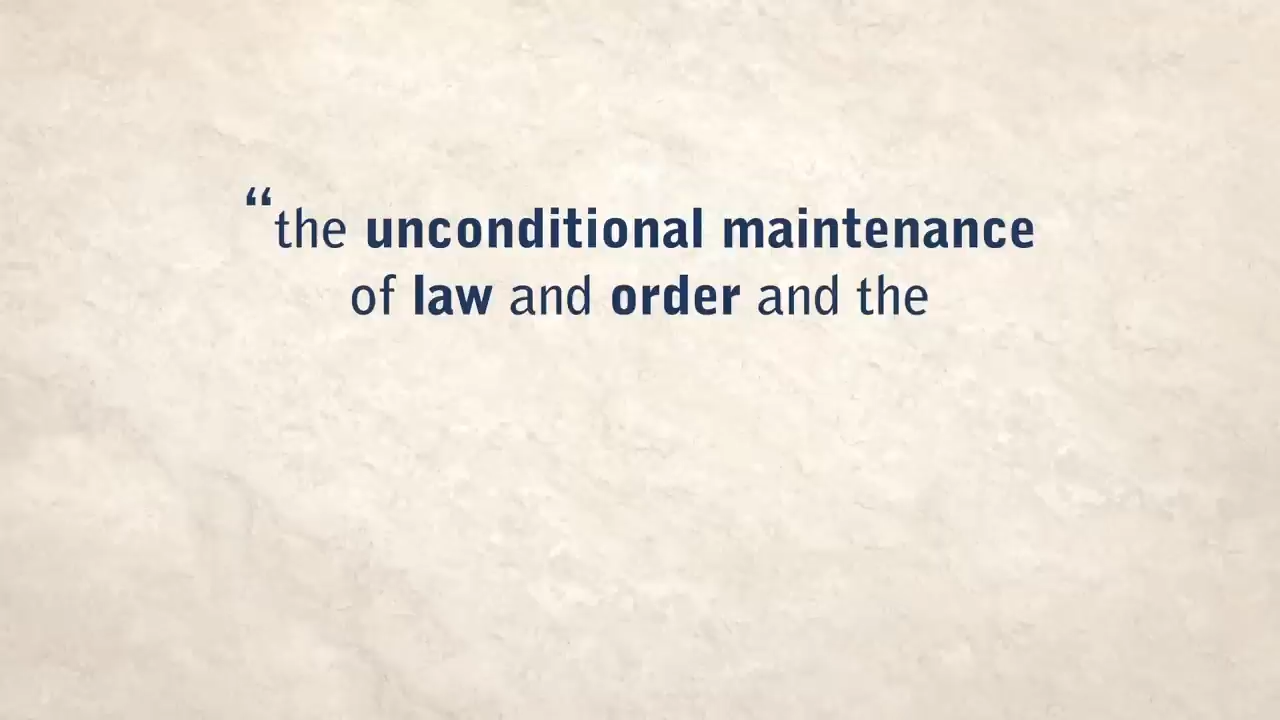 “the unconditional maintenance
of law and order and the